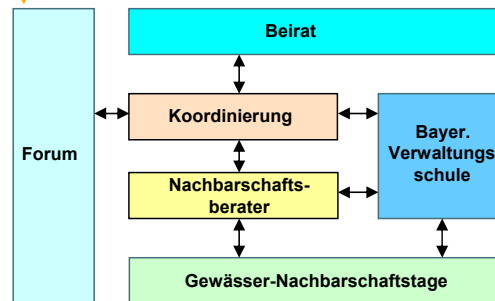 Beirat
Koordinierung
Forum
Bayer.
Verwaltungs
schule
Nachbarschafts-
berater
Gewässer-Nachbarschaftstage